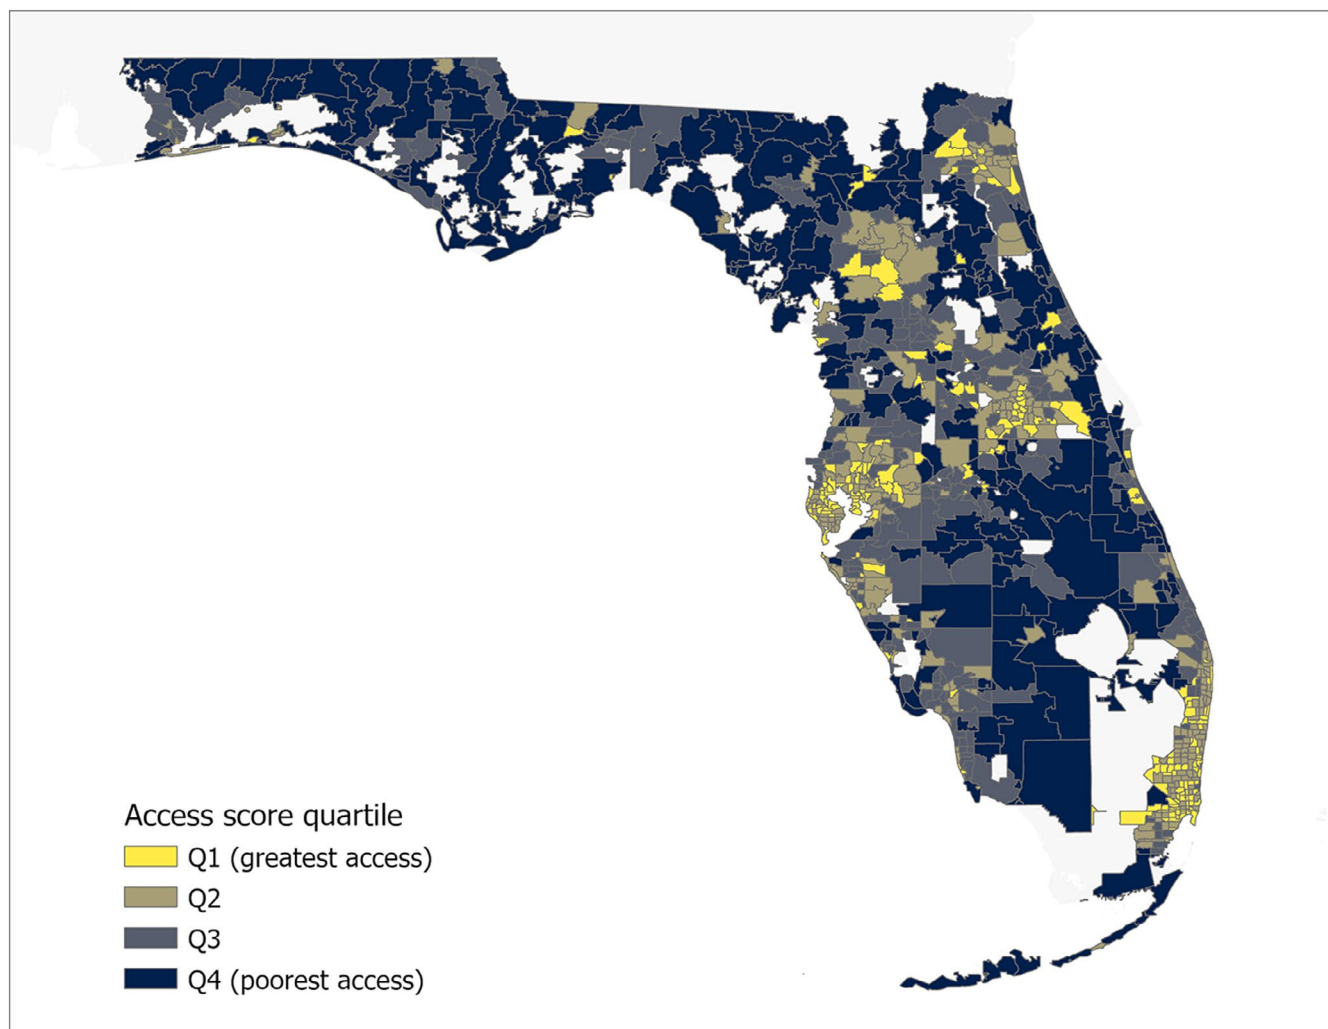 Access score quartile
Q1 (greatest access)
Q2
Q3
Q4 (poorest access)